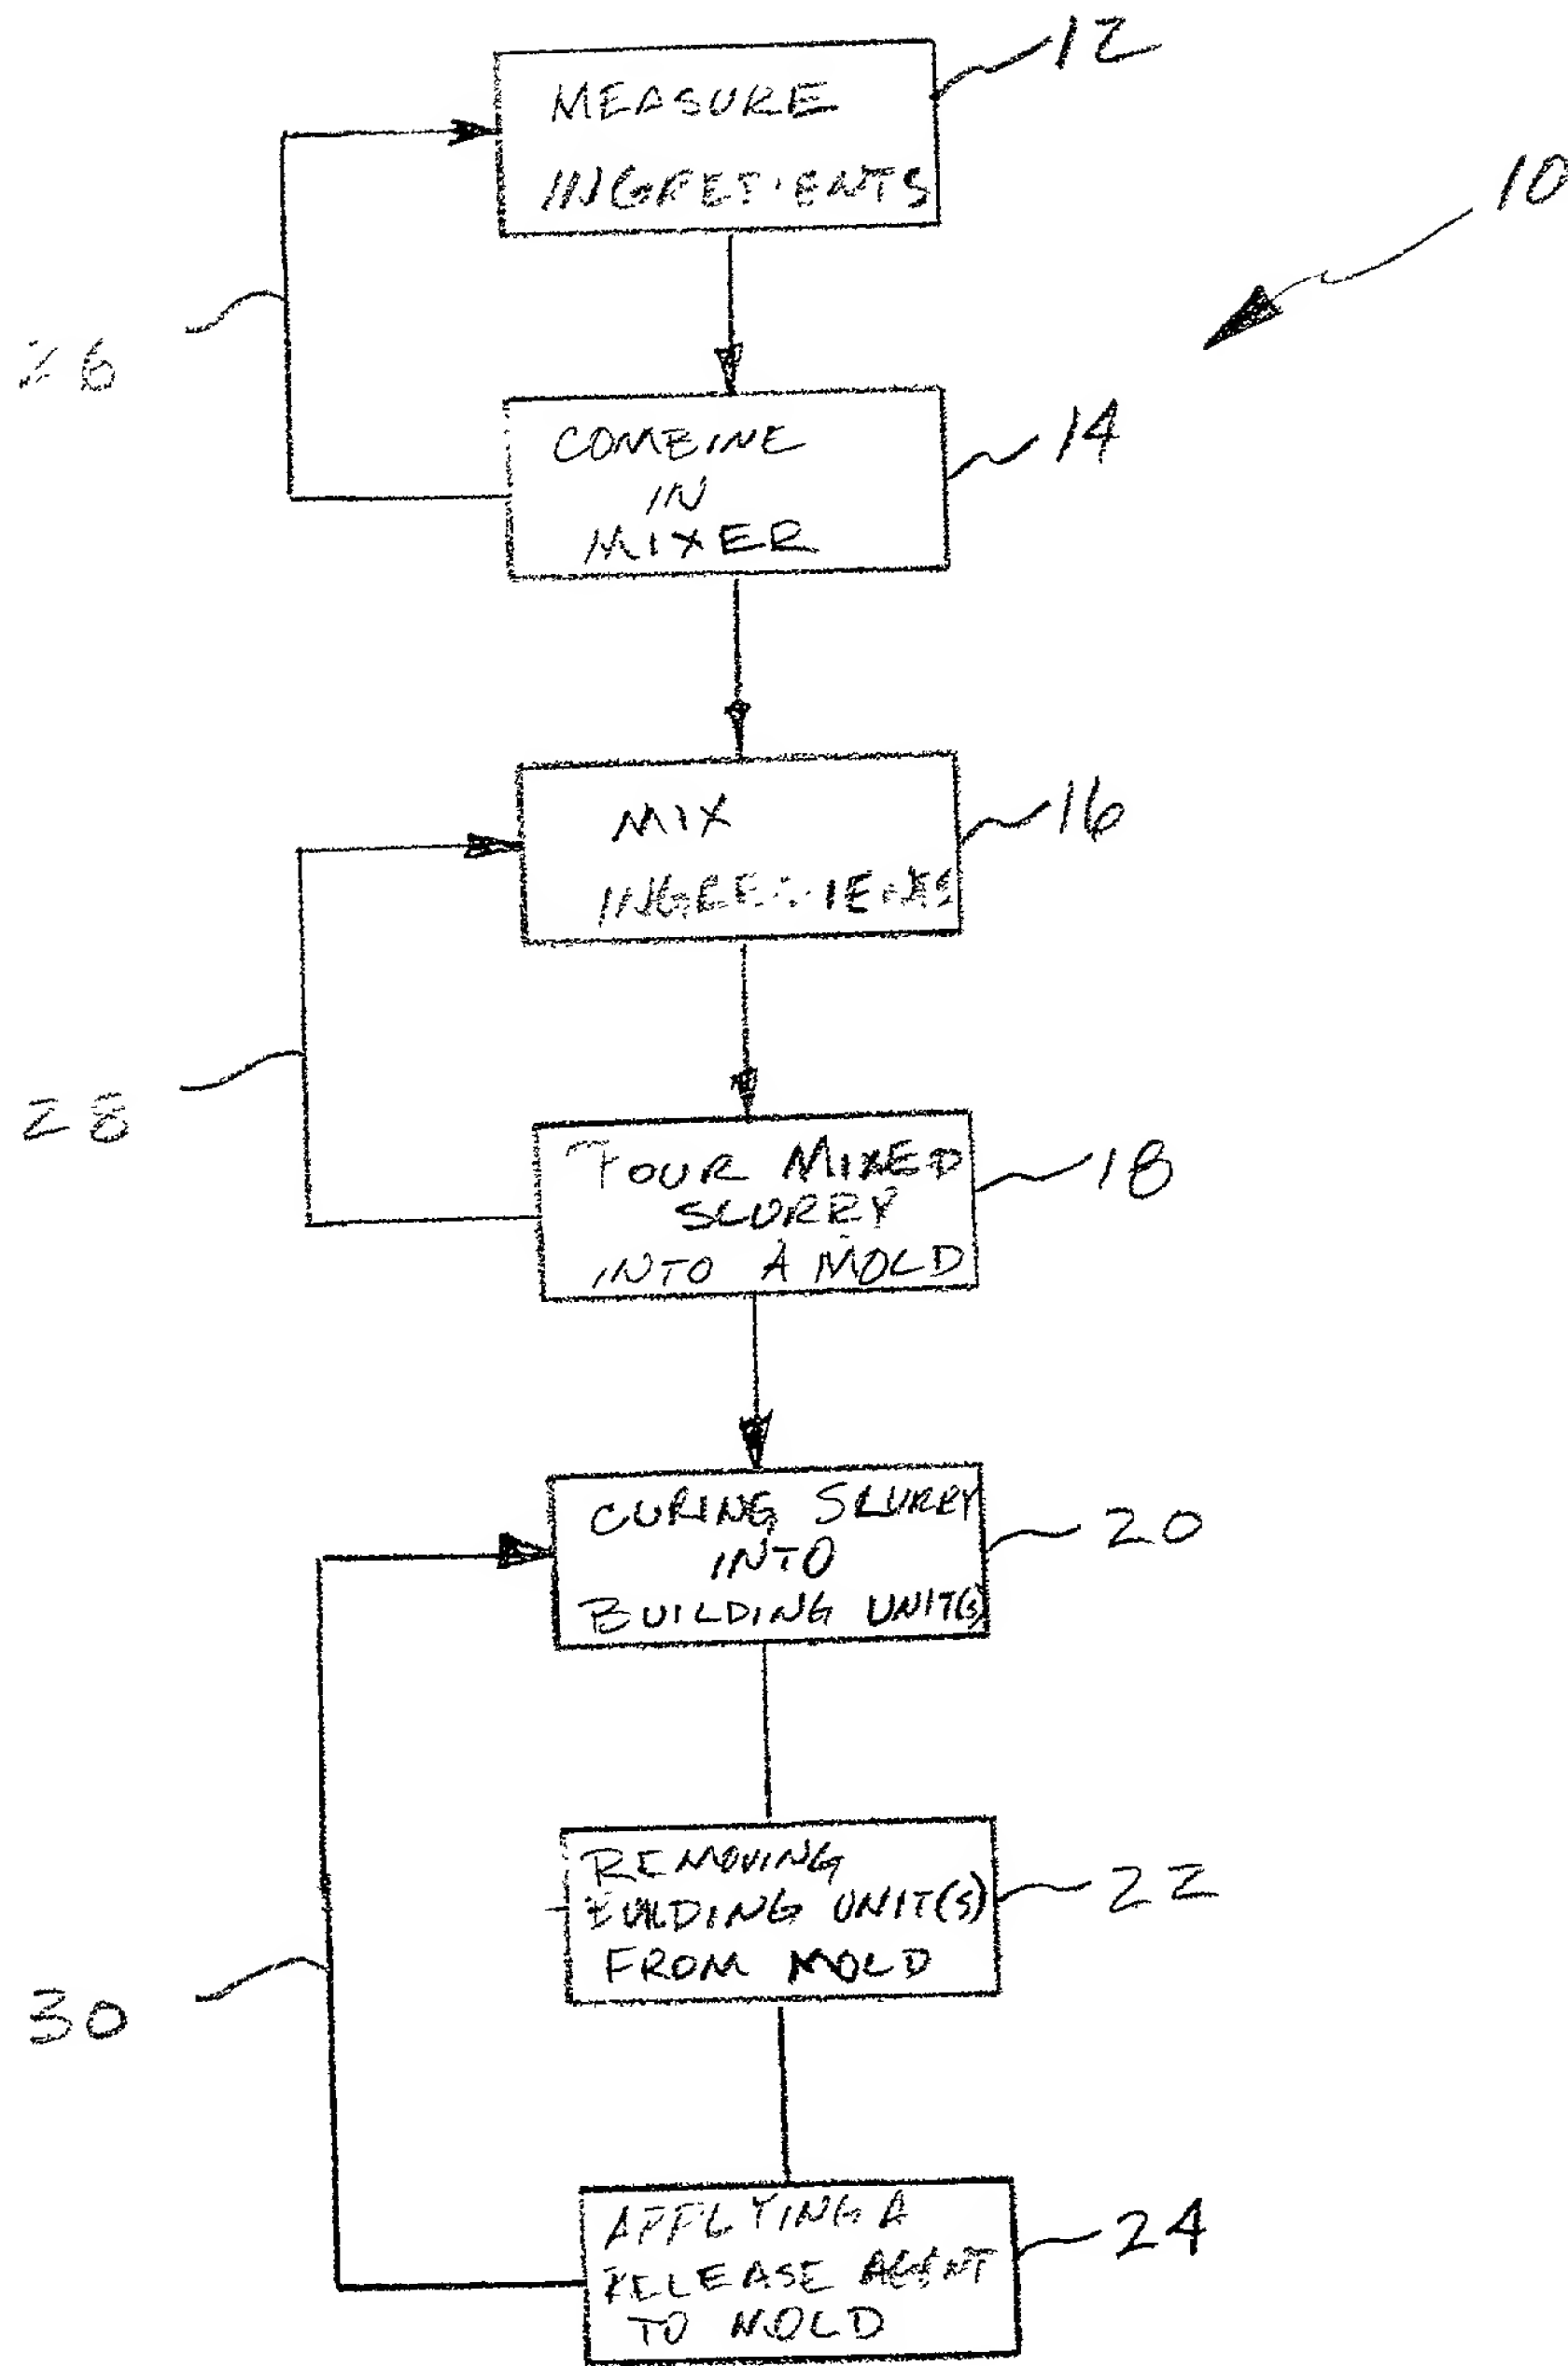 12
MEASURE
INGREDIENTS
10
26
COMBINE
IN
MIXER
14
MIX
INGREDIENTS
16
28
POUR MIXED
SLURRY
INTO A MOLD
18
CURING SLURRY
INTO
BUILDING UNIT(S)
20
REMOVING
BUILDING UNIT(S)
FROM MOLD
22
30
APPLYING A
RELEASE AGENT
TO MOLD
24